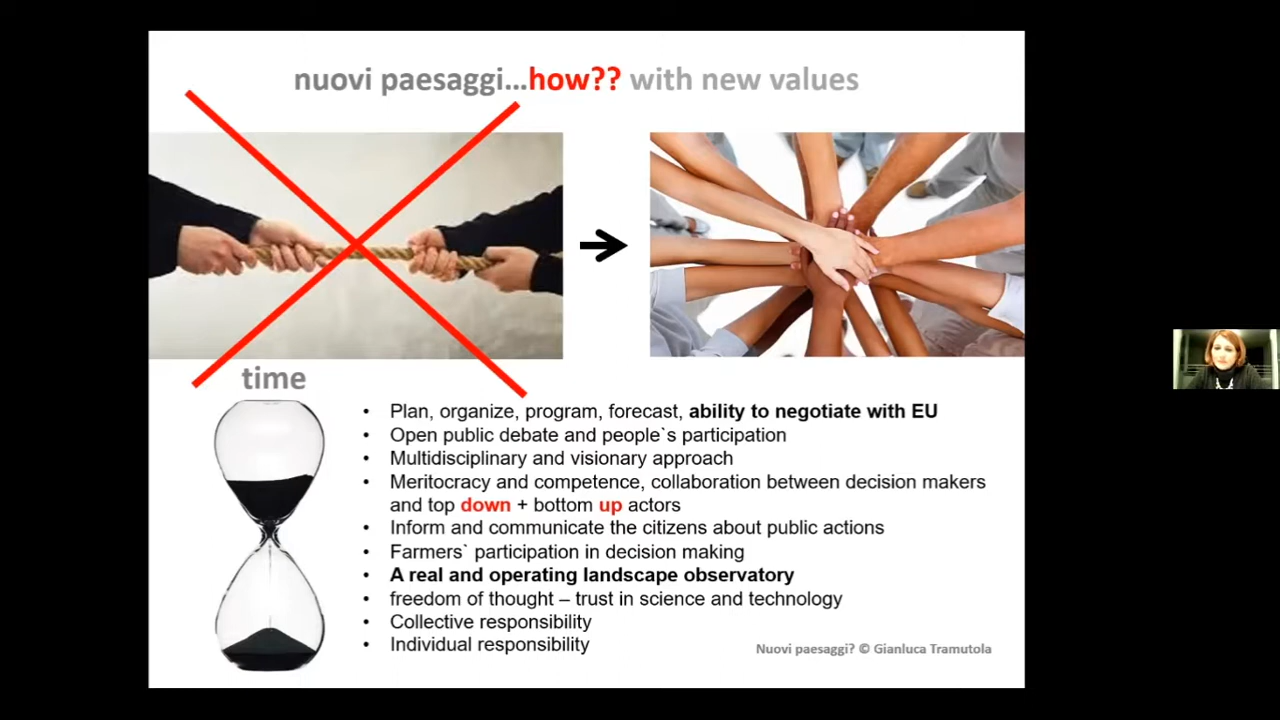 nuovi paesaggi...how?? with new values
time
• Plan, organize, program, forecast, ability to negotiate with EU
• Open public debate and people`s participation
• Multidisciplinary and visionary approach
• Meritocracy and competence, collaboration between decision makers
and top down + bottom up actors
• Inform and communicate the citizens about public actions
• Farmers` participation in decision making
• A real and operating landscape observatory
• freedom of thought – trust in science and technology
• Collective responsibility
• Individual responsibility
Nuovi paesaggi? © Gianluca Tramutola